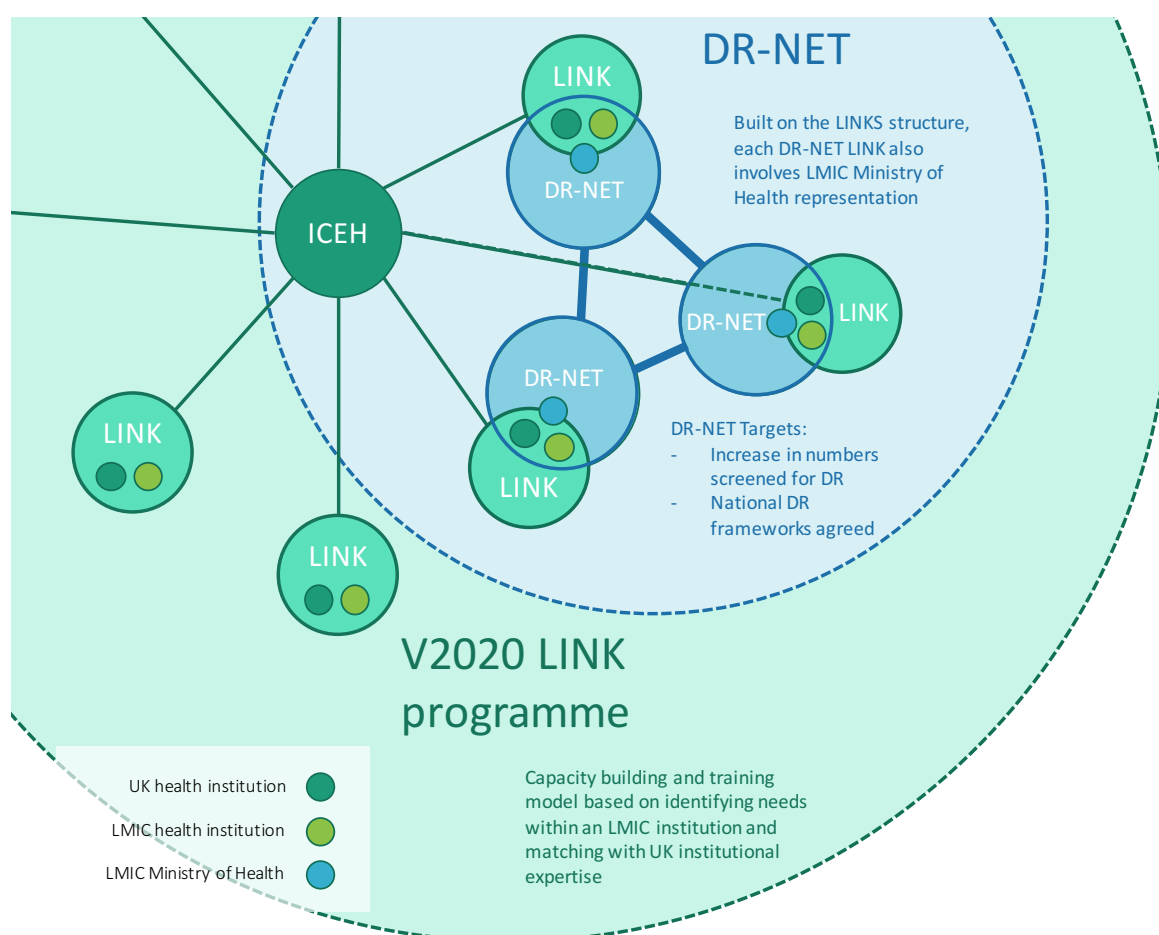 DR-NET
LINK
Built on the LINKS structure,
each DR-NET LINK also
involves LMIC Ministry of
Health representation
DR-NET
ICEH
DR-NET
LINK
DR-NET
LINK
DR-NET Targets:
- Increase in numbers
screened for DR
- National DR
frameworks agreed
LINK
LINK
V2020 LINK
programme
UK health institution
LMIC health institution
LMIC Ministry of Health
Capacity building and training
model based on identifying needs
within an LMIC institution and
matching with UK institutional
expertise